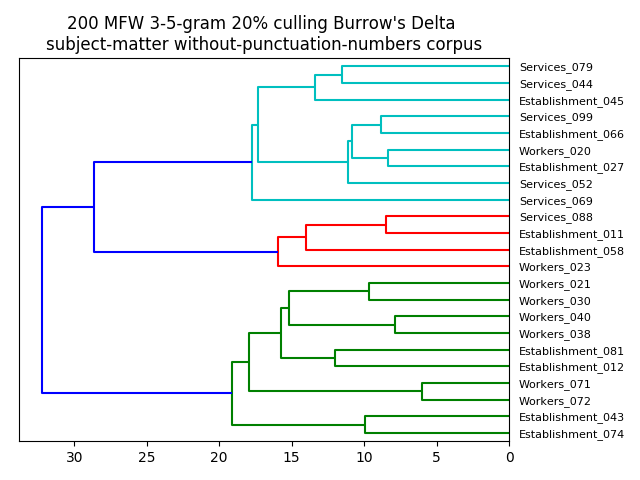 200 MFW 3-5-gram 20% culling Burrow's Delta
subject-matter without-punctuation-numbers corpus
Services_079
Services_044
Establishment_045
Services_099
Establishment_066
Workers_020
Establishment_027
Services_052
Services_069
Services_088
Establishment_011
Establishment_058
Workers_023
Workers_021
Workers_030
Workers_040
Workers_038
Establishment_081
Establishment_012
Workers_071
Workers_072
Establishment_043
Establishment_074
30 25 20 15 10 5 0